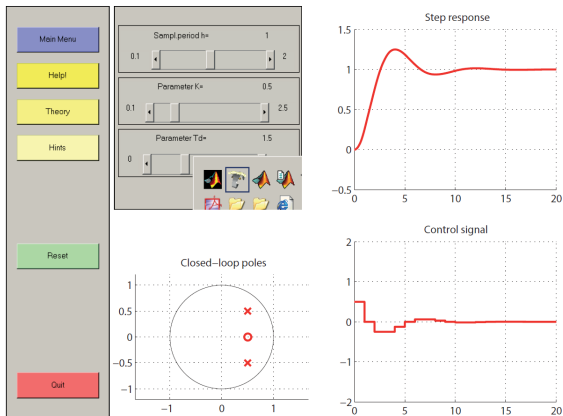 Main Menu
Help!
Theory
Hints
Reset
Quit
Sampl.period h= 1
0.1 2
Parameter K= 0.5
0.1 2.5
Parameter Td= 1.5
0
Closed-loop poles
1
0.5
0
−0.5
−1
−1 0 1
Step response
1.5
1
0.5
0
−0.5
0 5 10 15 20
Control signal
2
1
0
−1
−2
0 5 10 15 20